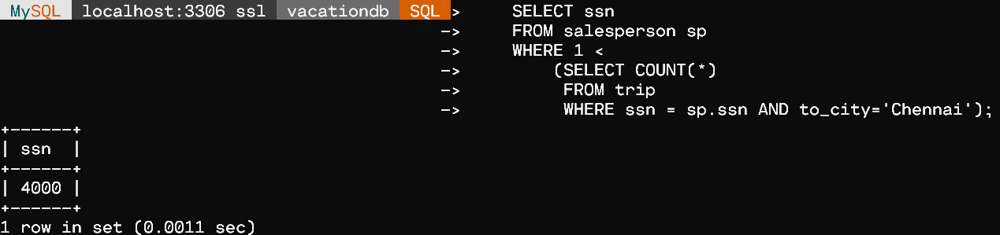 MySQL localhost:3306 ssl vacationdb SQL > SELECT ssn
-> FROM salesperson sp
-> WHERE 1 <
-> (SELECT COUNT(*)
-> FROM trip
-> WHERE ssn = sp.ssn AND to_city='Chennai');
+------+
| ssn  |
+------+
| 4000 |
+------+
1 row in set (0.0011 sec)